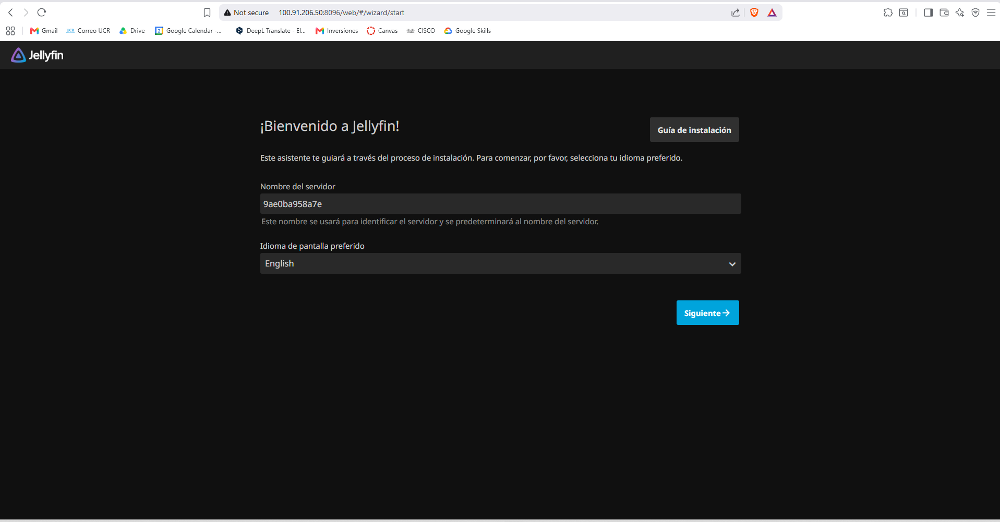 Not secure 100.91.206.50:8096/web/#/wizard/start
Gmail UCR Correo UCR Drive 2 Google Calendar -... DeepL Translate - El... Inversiones Canvas CISCO Google Skills
Jellyfin
¡Bienvenido a Jellyfin!
Guía de instalación
Este asistente te guiará a través del proceso de instalación. Para comenzar, por favor, selecciona tu idioma preferido.
Nombre del servidor
9ae0ba958a7e
Este nombre se usará para identificar el servidor y se predeterminará al nombre del servidor.
Idioma de pantalla preferido
English
Siguiente